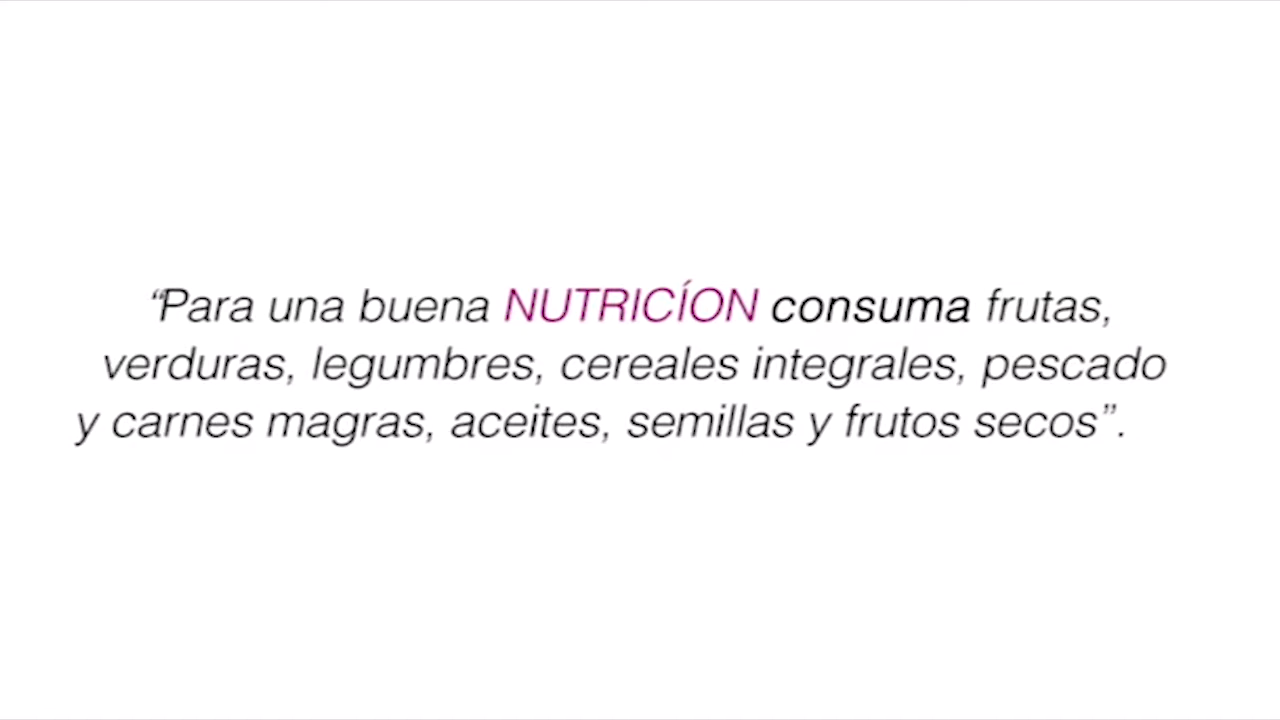 “Para una buena NUTRICÍON consuma frutas,
verduras, legumbres, cereales integrales, pescado
y carnes magras, aceites, semillas y frutos secos”.